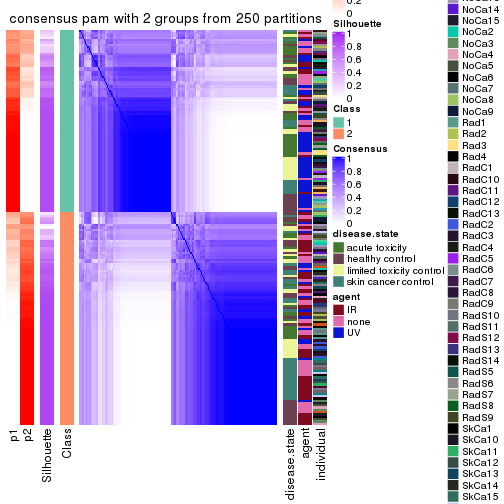 consensus pam with 2 groups from 250 partitions
p1
p2
Silhouette
Class
disease.state
agent
individual
0.2
0
Silhouette
1
0.8
0.6
0.4
0.2
0
Class
1
2
Consensus
1
0.8
0.6
0.4
0.2
0
disease.state
acute toxicity
healthy control
limited toxicity control
skin cancer control
agent
IR
none
UV
NoCa14
NoCa15
NoCa2
NoCa3
NoCa4
NoCa5
NoCa6
NoCa7
NoCa8
NoCa9
Rad1
Rad2
Rad3
Rad4
RadC1
RadC10
RadC11
RadC12
RadC13
RadC2
RadC3
RadC4
RadC5
RadC6
RadC7
RadC8
RadC9
RadS10
RadS11
RadS12
RadS13
RadS14
RadS5
RadS6
RadS7
RadS8
RadS9
SkCa1
SkCa10
SkCa11
SkCa12
SkCa13
SkCa14
SkCa15